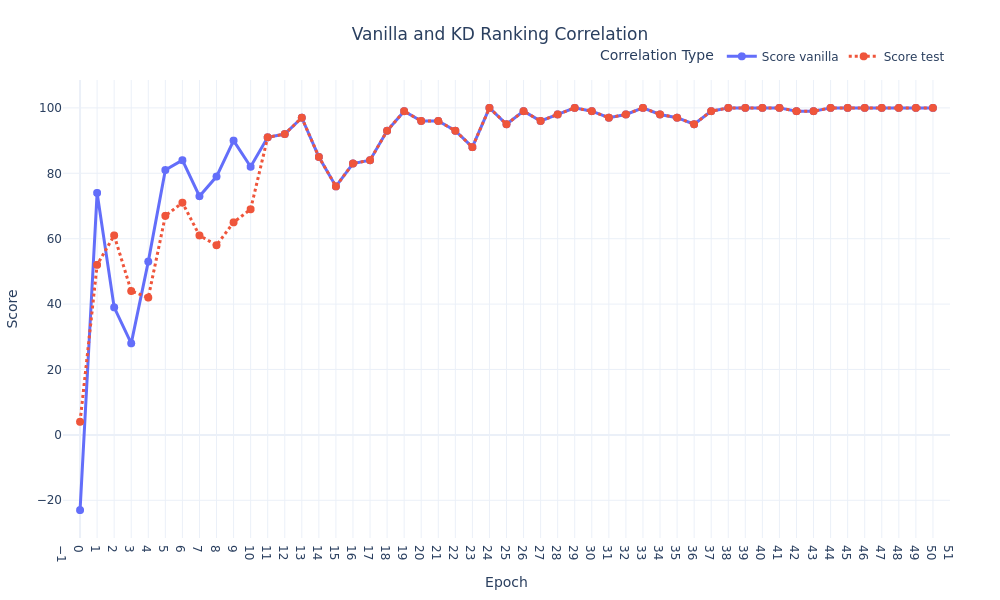 Vanilla and KD Ranking Correlation
Correlation Type Score vanilla Score test
100
80
60
40
20
0
−20
Score
−1 0 1 2 3 4 5 6 7 8 9 10 11 12 13 14 15 16 17 18 19 20 21 22 23 24 25 26 27 28 29 30 31 32 33 34 35 36 37 38 39 40 41 42 43 44 45 46 47 48 49 50 51
Epoch